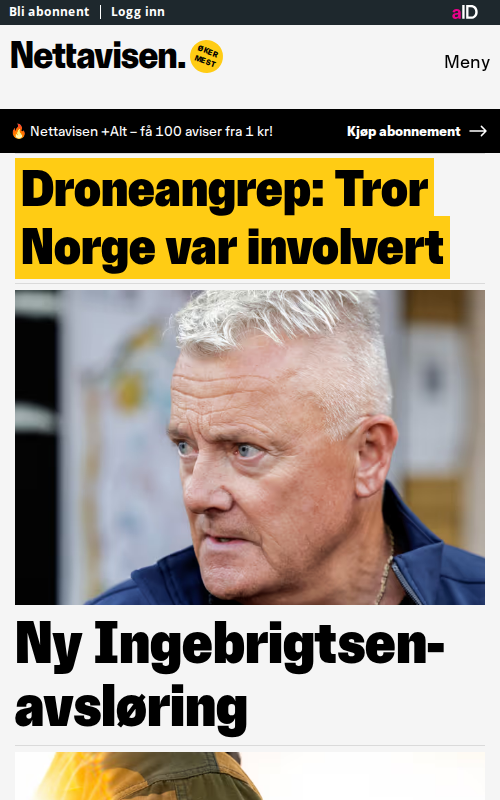 Bli abonnent
Logg inn
aID
Nettavisen.
ØKER
MEST
Meny
🔥 Nettavisen +Alt – få 100 aviser fra 1 kr!
Kjøp abonnement →
Droneangrep: Tror
Norge var involvert
Ny Ingebrigtsen-
avsløring